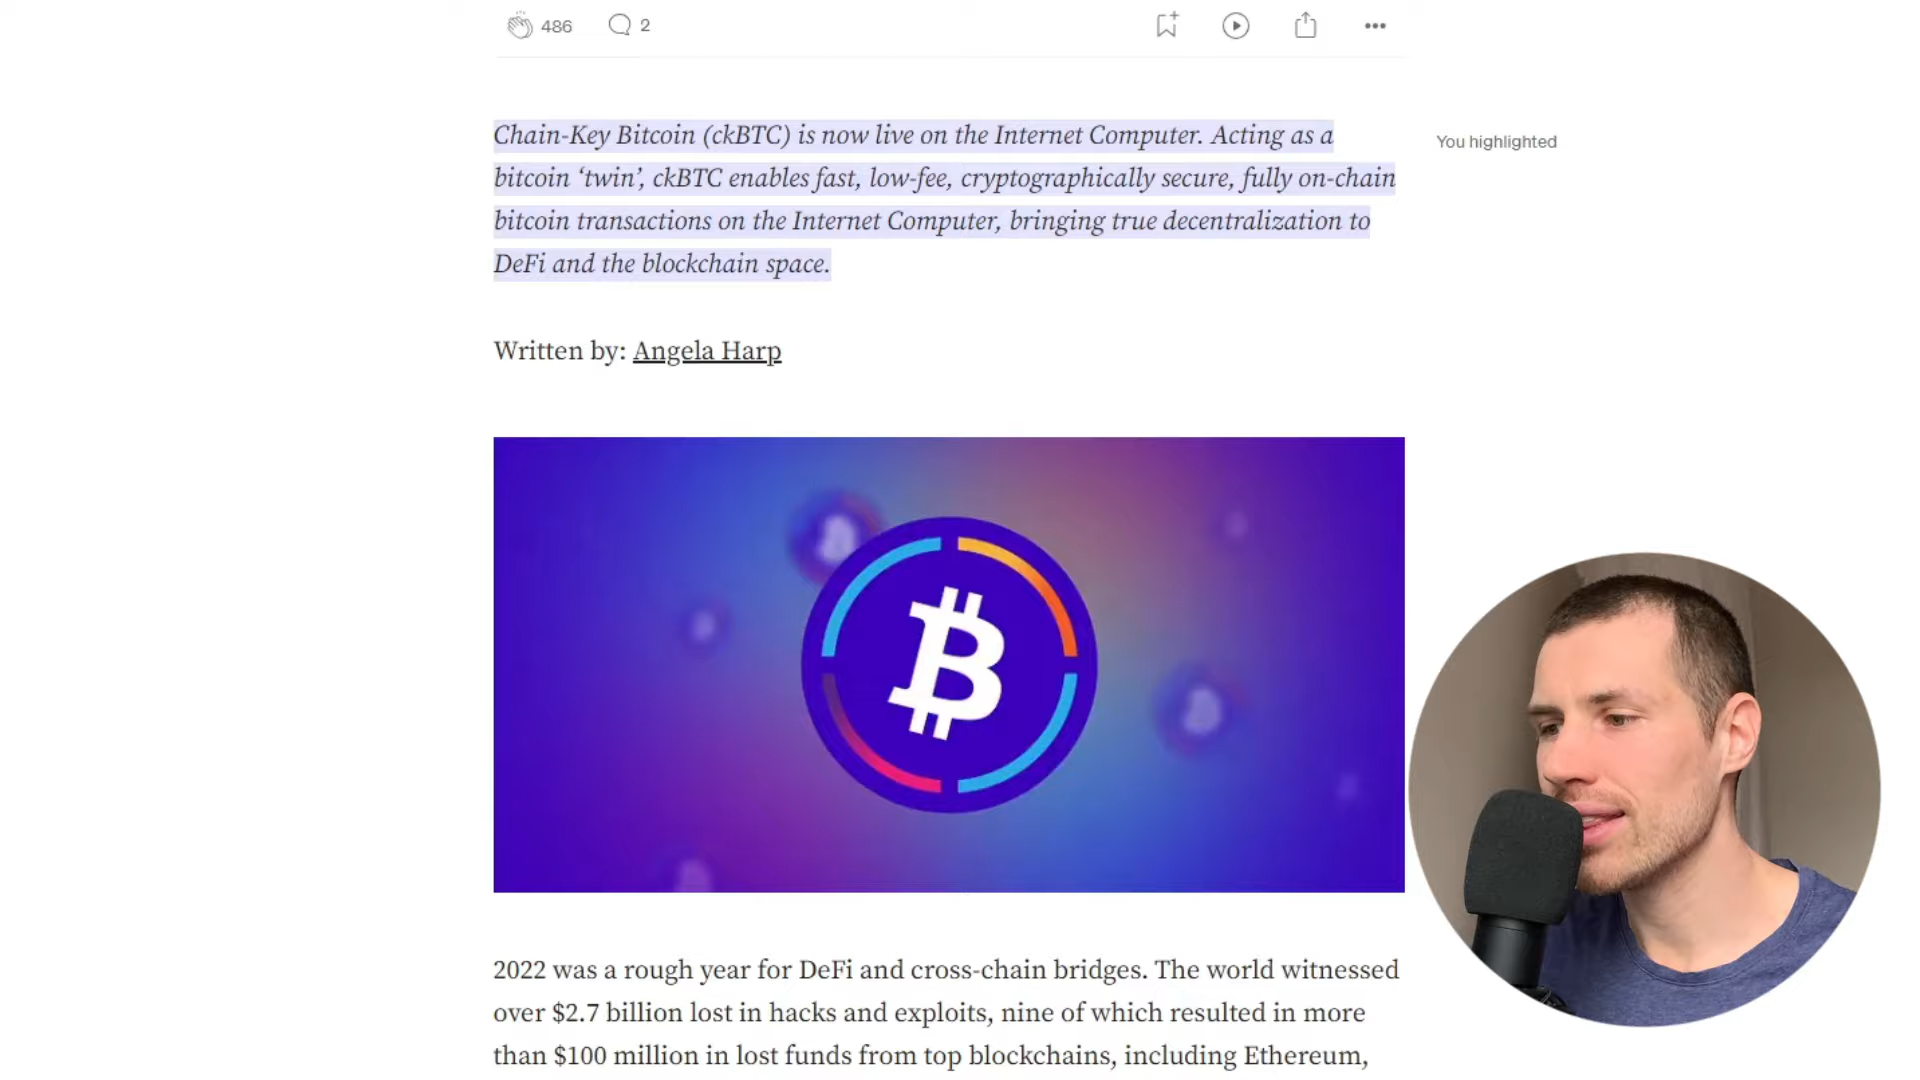 486 2
Chain-Key Bitcoin (ckBTC) is now live on the Internet Computer. Acting as a
You highlighted
bitcoin ‘twin’, ckBTC enables fast, low-fee, cryptographically secure, fully on-chain
bitcoin transactions on the Internet Computer, bringing true decentralization to
DeFi and the blockchain space.
Written by: Angela Harp
2022 was a rough year for DeFi and cross-chain bridges. The world witnessed
over $2.7 billion lost in hacks and exploits, nine of which resulted in more
than $100 million in lost funds from top blockchains, including Ethereum,